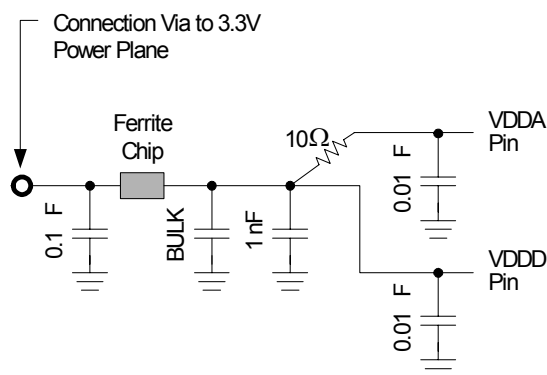 Connection Via to 3.3V
Power Plane
Ferrite
Chip
10Ω
VDDA
Pin
0.1 F
BULK
1 nF
0.01 F
VDDD
Pin
0.01 F